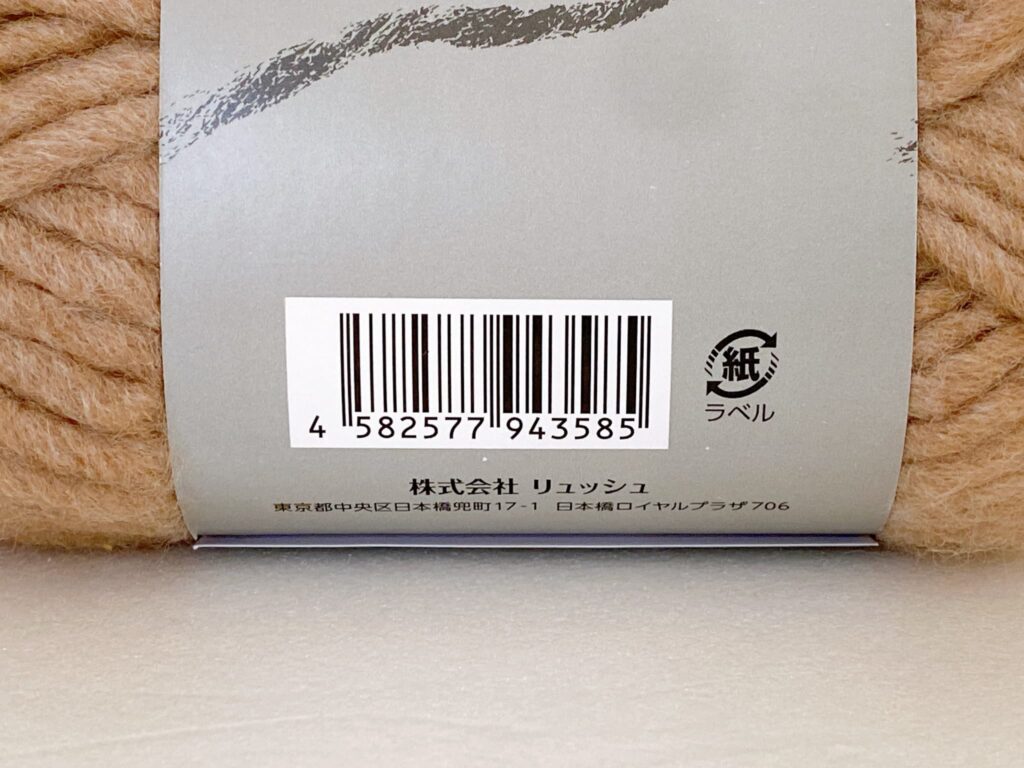 4 582577 943585
紙
ラベル
株式会社 リュッシュ
東京都中央区日本橋兜町17-1 日本橋ロイヤルプラザ706